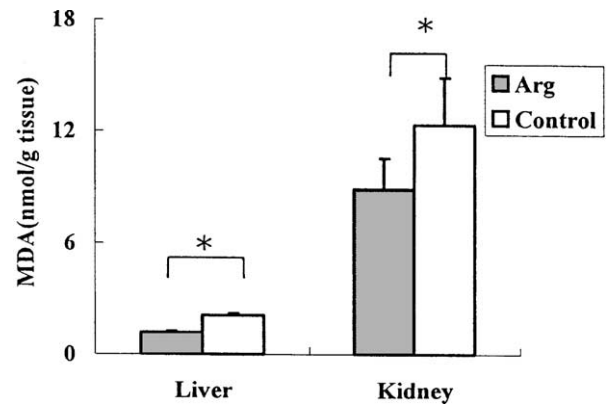 18
12
6
0
MDA(nmol/g tissue)
*
*
Arg
Control
Liver Kidney